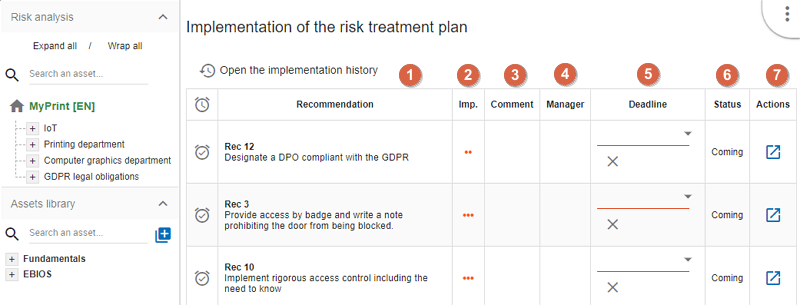 Risk analysis
Expand all / Wrap all
Search an asset...
MyPrint [EN]
+ IoT
+ Printing department
+ Computer graphics department
+ GDPR legal obligations
Assets library
Search an asset...
+ Fundamentals
+ EBIOS
Implementation of the risk treatment plan
Open the implementation history
1 2 3 4 5 6 7
Recommendation Imp. Comment Manager Deadline Status Actions
Rec 12
Designate a DPO compliant with the GDPR
•• Coming
Rec 3
Provide access by badge and write a note
prohibiting the door from being blocked.
••• Coming
Rec 10
Implement rigorous access control including the
need to know
••• Coming